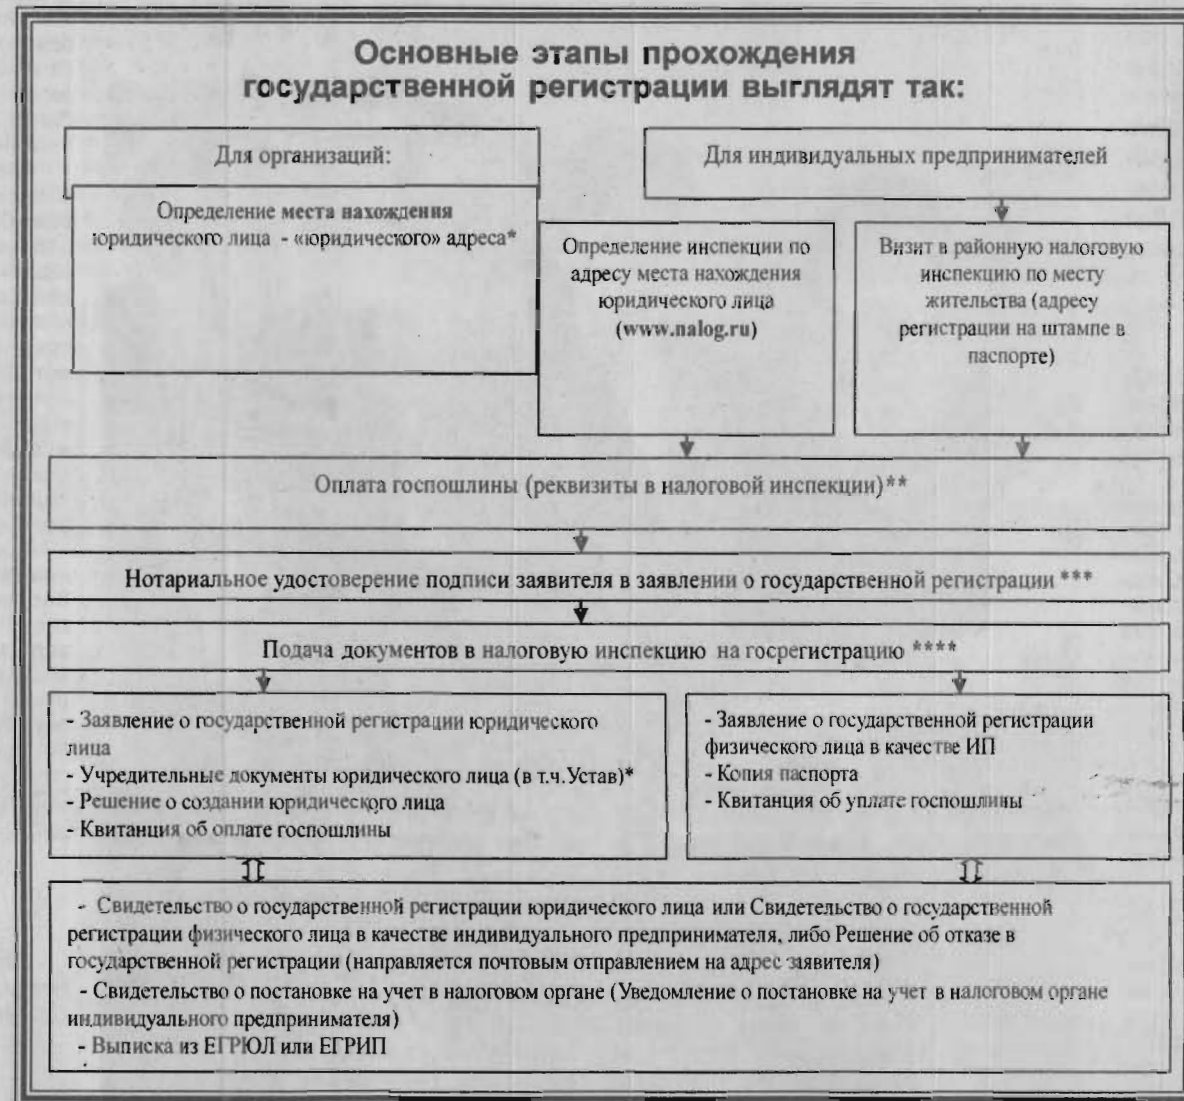 Основные этапы прохождения
государственной регистрации выглядят так:
Для организаций:
Определение места нахождения
юридического лица - «юридического» адреса*
Для индивидуальных предпринимателей
Определение инспекции по
адресу места нахождения
юридического лица
(www.nalog.ru)
Визит в районную налоговую
инспекцию по месту
жительства (адресу
регистрации на штампе в
паспорте)
Оплата госпошлины (реквизиты в налоговой инспекции)**
Нотариальное удостоверение подписи заявителя в заявлении о государственной регистрации ***
Подача документов в налоговую инспекцию на госрегистрацию ****
- Заявление о государственной регистрации юридического
лица
- Учредительные документы юридического лица (в т.ч.Устав)*
- Решение о создании юридического лица
- Квитанция об оплате госпошлины
- Заявление о государственной регистрации
физического лица в качестве ИП
- Копия паспорта
- Квитанция об уплате госпошлины
- Свидетельство о государственной регистрации юридического лица или Свидетельство о государственной
регистрации физического лица в качестве индивидуального предпринимателя, либо Решение об отказе в
государственной регистрации (направляется почтовым отправлением на адрес заявителя)
- Свидетельство о постановке на учет в налоговом органе (Уведомление о постановке на учет в налоговом органе
индивидуального предпринимателя)
- Выписка из ЕГРЮЛ или ЕГРИП